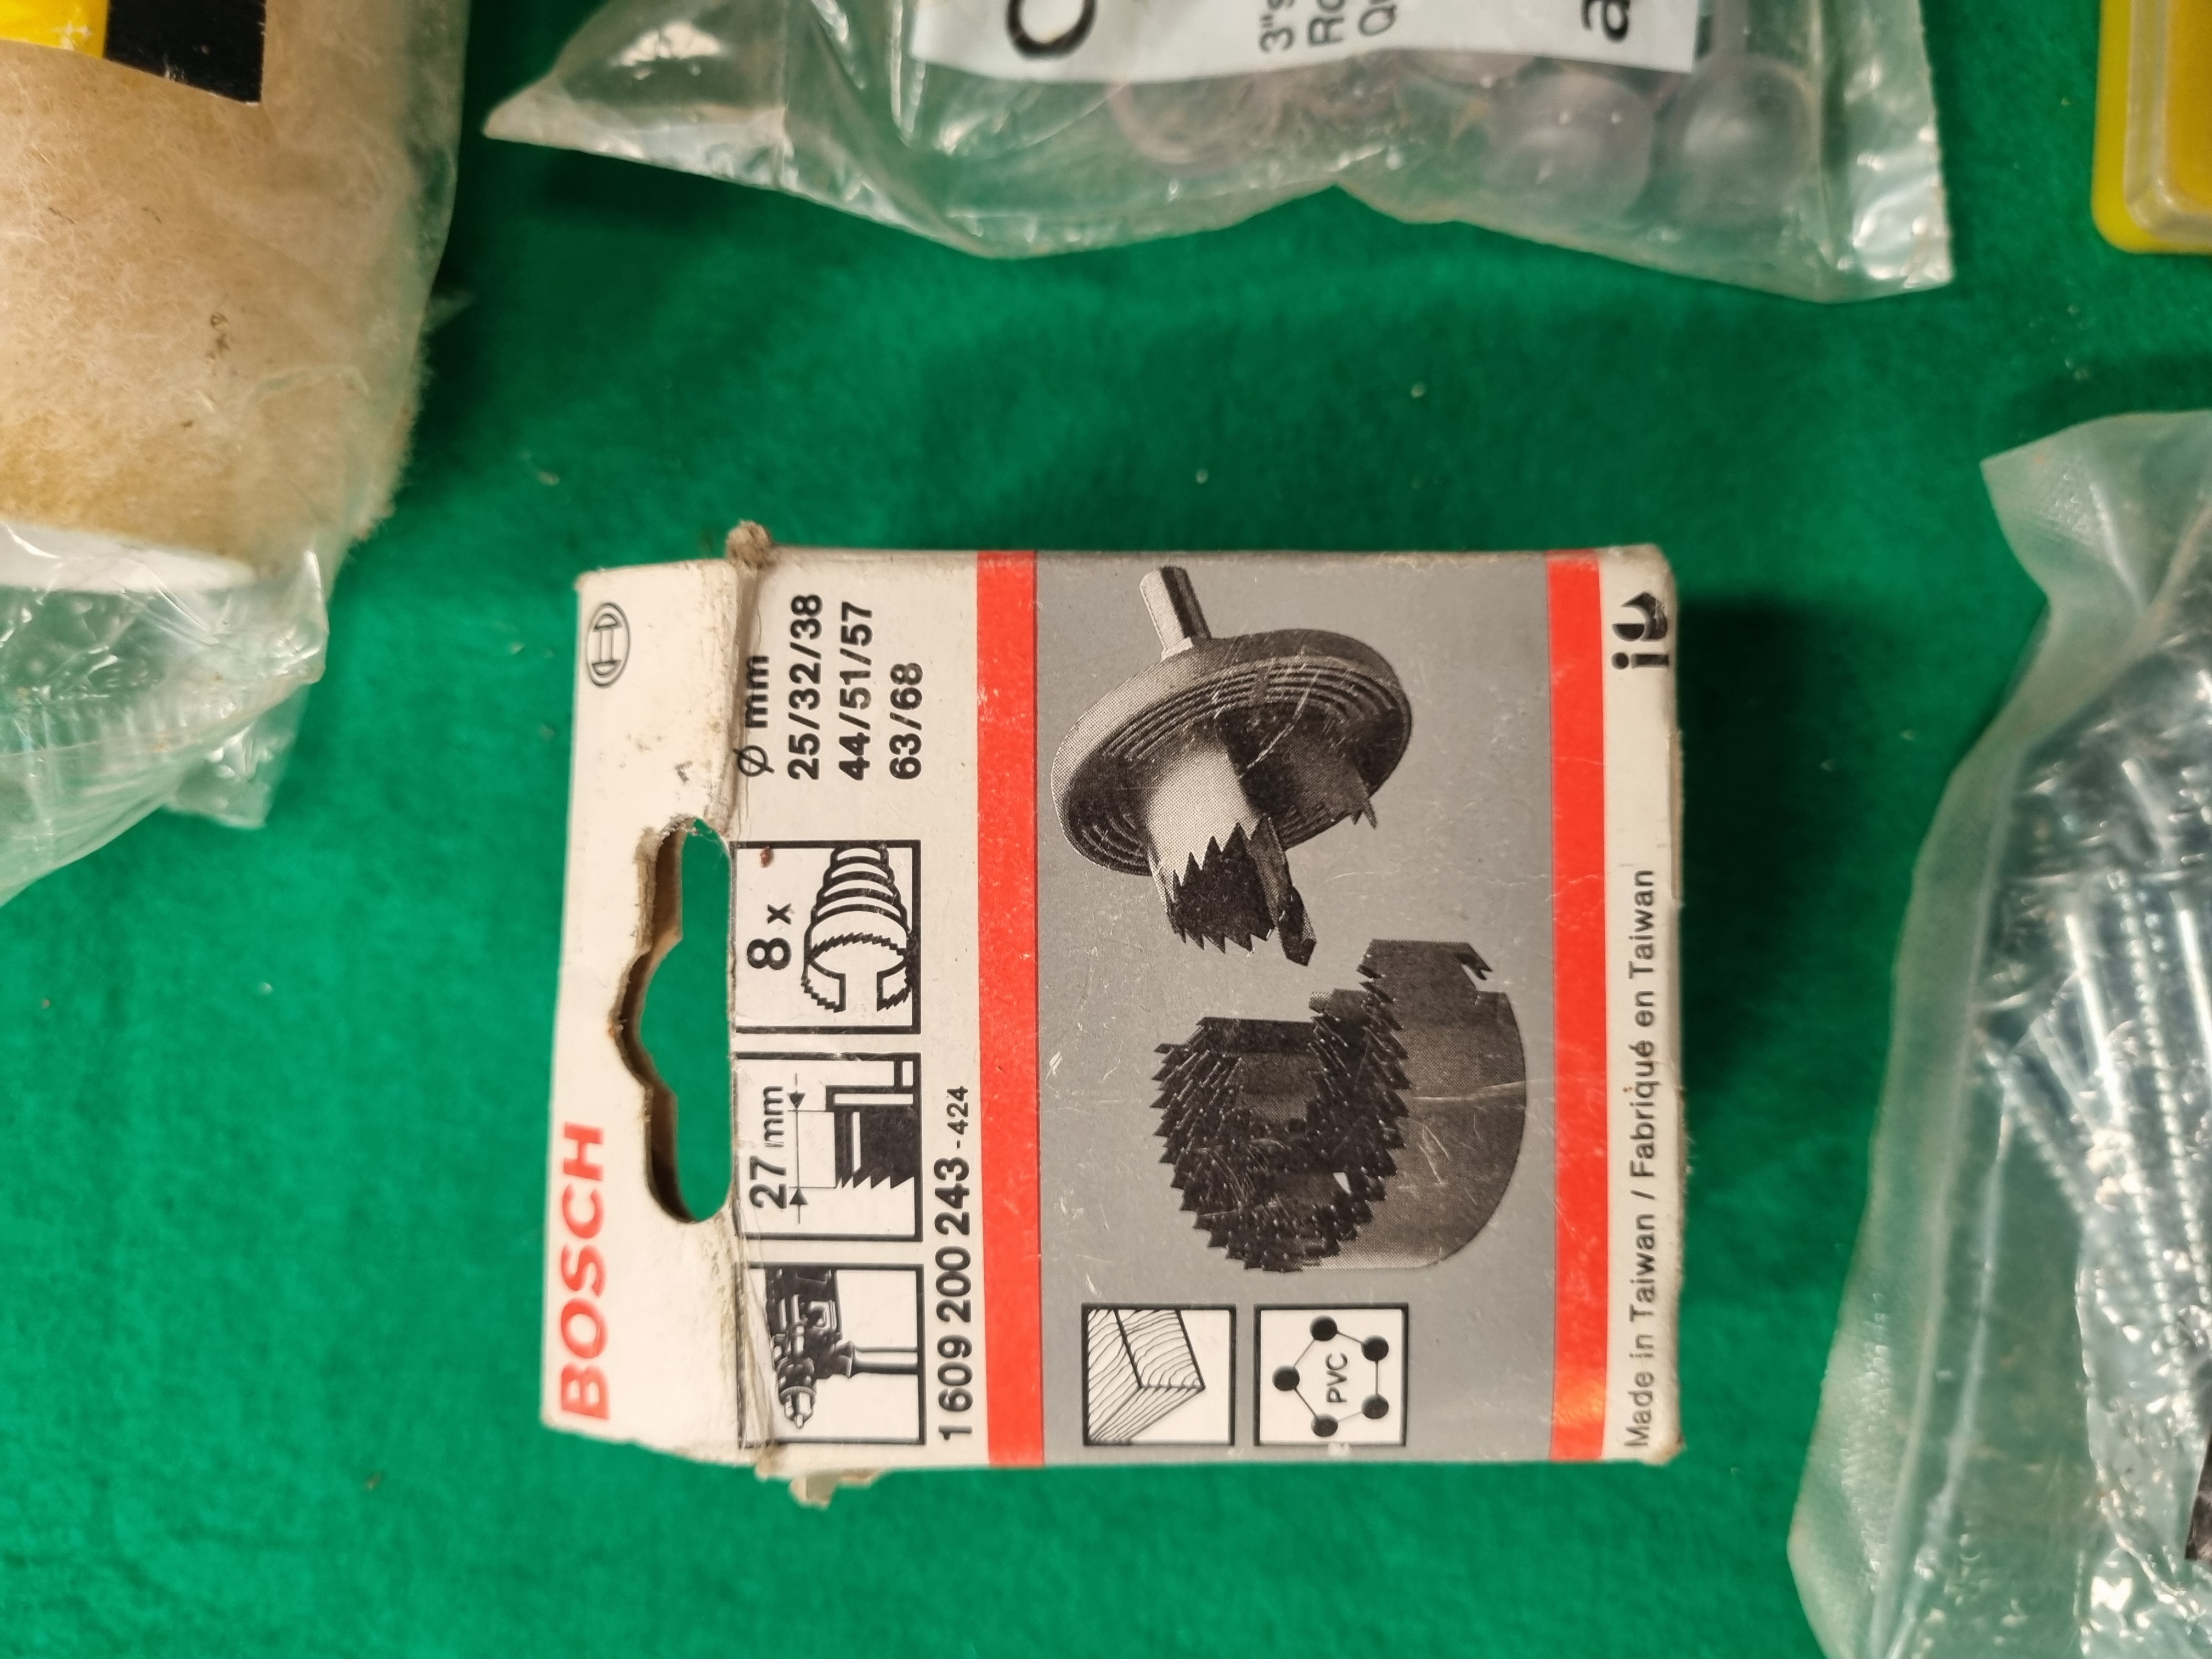 BOSCH
Ø mm
25/32/38
44/51/57
63/68
8 x
27 mm
1 609 200 243 - 424
PVC
Made in Taiwan / Fabriqué en Taiwan
3"s